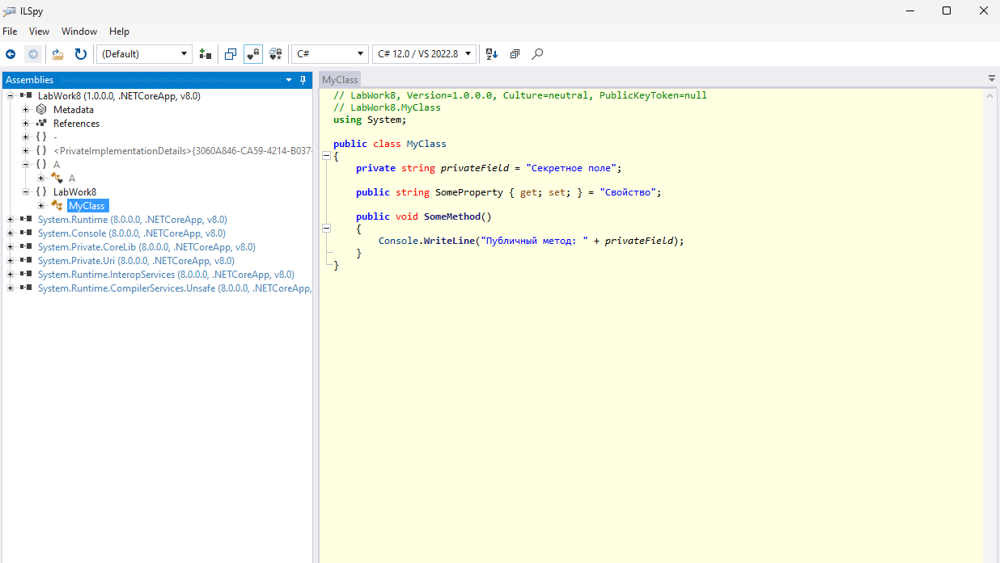 ILSpy
File View Window Help
(Default) C# C# 12.0 / VS 2022.8
Assemblies
LabWork8 (1.0.0.0, .NETCoreApp, v8.0)
Metadata
References
{ } -
{ } <PrivateImplementationDetails>{3060A846-CA59-4214-B037-
{ } A
A
{ } LabWork8
MyClass
System.Runtime (8.0.0.0, .NETCoreApp, v8.0)
System.Console (8.0.0.0, .NETCoreApp, v8.0)
System.Private.CoreLib (8.0.0.0, .NETCoreApp, v8.0)
System.Private.Uri (8.0.0.0, .NETCoreApp, v8.0)
System.Runtime.InteropServices (8.0.0.0, .NETCoreApp, v8.0)
System.Runtime.CompilerServices.Unsafe (8.0.0.0, .NETCoreApp,
MyClass
// LabWork8, Version=1.0.0.0, Culture=neutral, PublicKeyToken=null
// LabWork8.MyClass
using System;
public class MyClass
{
private string privateField = "Секретное поле";
public string SomeProperty { get; set; } = "Свойство";
public void SomeMethod()
{
Console.WriteLine("Публичный метод: " + privateField);
}
}